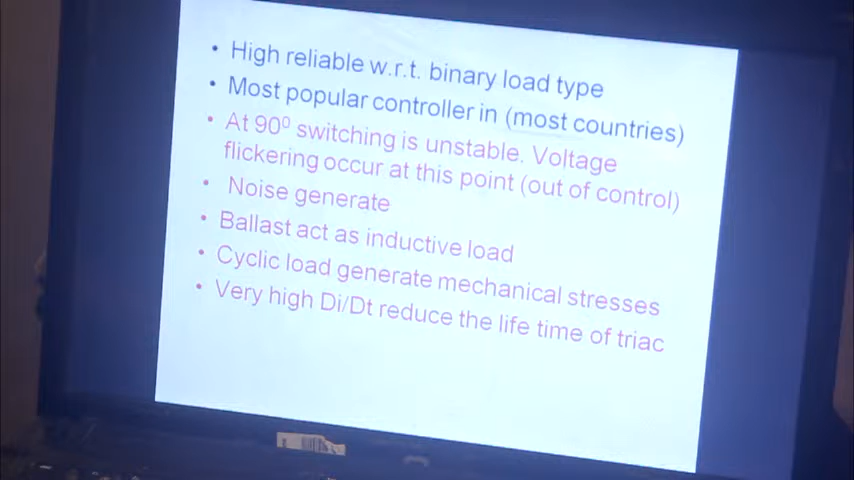 • High reliable w.r.t. binary load type
• Most popular controller in (most countries)
• At 90⁰ switching is unstable. Voltage
flickering occur at this point (out of control)
• Noise generate
• Ballast act as inductive load
• Cyclic load generate mechanical stresses
• Very high Di/Dt reduce the life time of triac